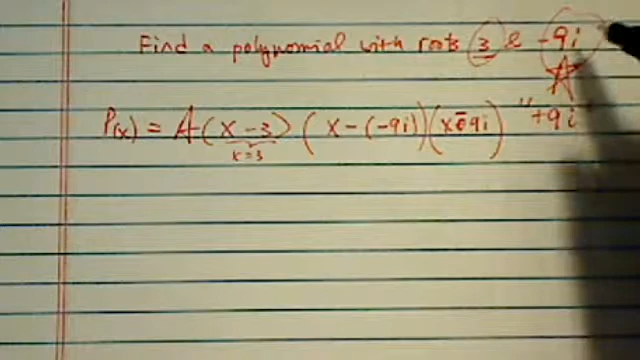 Find a polynomial with roots 3 & -9i
P(x) = A(x-3)(x-(-9i))(x-9i) "+9i
x=3